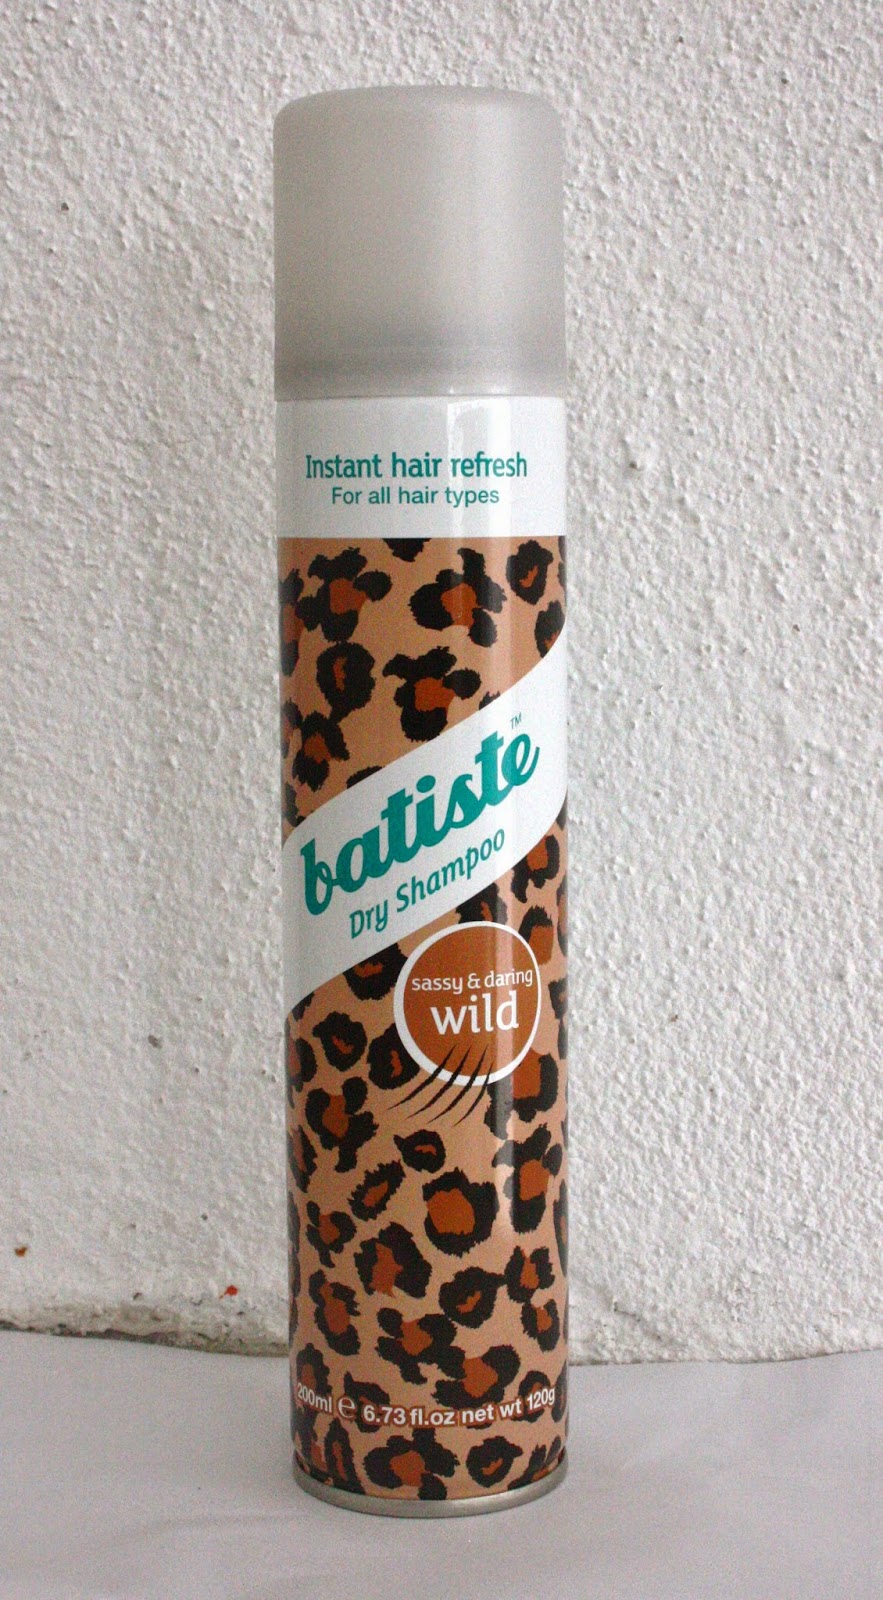 Instant hair refresh
For all hair types
batiste™
Dry Shampoo
sassy & daring
wild
200ml ℮ 6.73 fl.oz net wt 120g